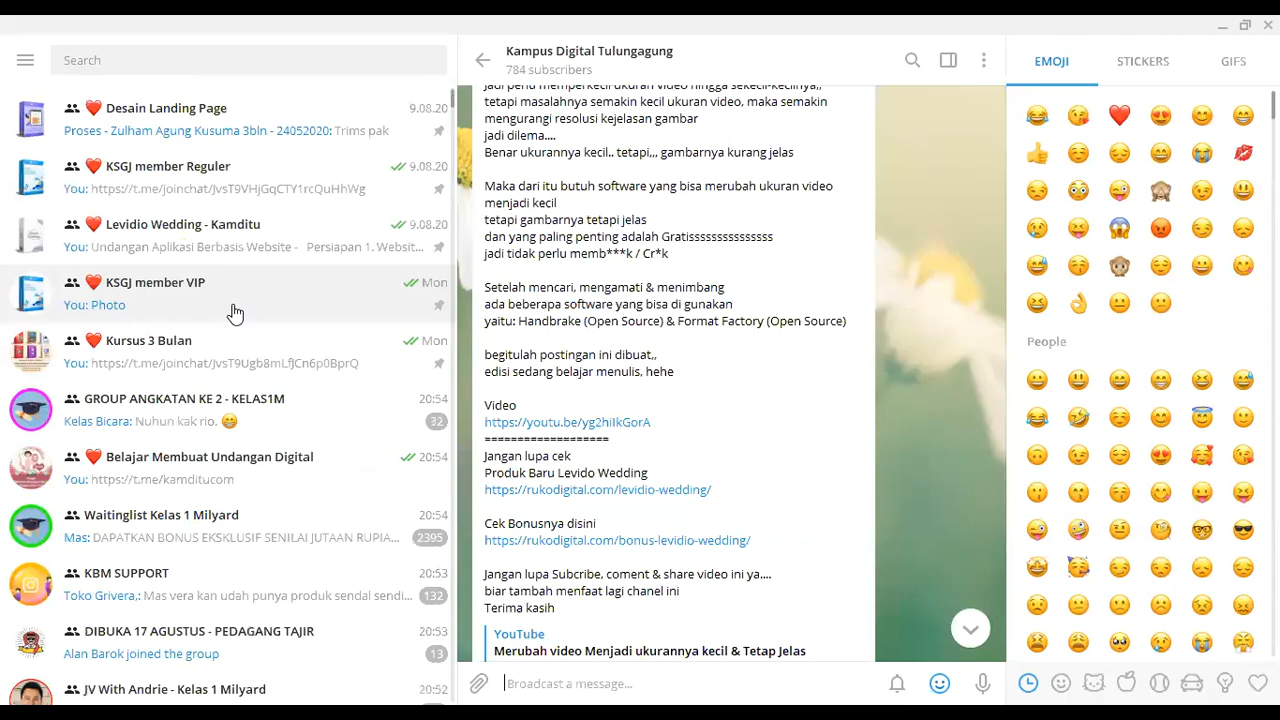 Search
Desain Landing Page
9.08.20
Proses - Zulham Agung Kusuma 3bln - 24052020: Trims pak
KSGJ member Reguler
9.08.20
You: https://t.me/joinchat/JvsT9VHjGqCTY1rcQuHhWg
Levidio Wedding - Kamditu
9.08.20
You: Undangan Aplikasi Berbasis Website - Persiapan 1. Websit...
KSGJ member VIP
Mon
You: Photo
Kursus 3 Bulan
Mon
You: https://t.me/joinchat/JvsT9Ugb8mLfJCn6p0BprQ
GROUP ANGKATAN KE 2 - KELAS1M
20:54
Kelas Bicara: Nuhun kak rio. 😁
32
Belajar Membuat Undangan Digital
20:54
You: https://t.me/kamditucom
Waitinglist Kelas 1 Milyard
20:54
Mas: DAPATKAN BONUS EKSKLUSIF SENILAI JUTAAN RUPIA...
2395
KBM SUPPORT
20:53
Toko Grivera,: Mas vera kan udah punya produk sendal sendi...
132
DIBUKA 17 AGUSTUS - PEDAGANG TAJIR
20:53
Alan Barok joined the group
13
JV With Andrie - Kelas 1 Milyard
20:52
Kampus Digital Tulungagung
784 subscribers
Jadi perlu memperkecil ukuran video hingga sekecil-kecilnya,,
tetapi masalahnya semakin kecil ukuran video, maka semakin
mengurangi resolusi kejelasan gambar
jadi dilema....
Benar ukurannya kecil.. tetapi,,, gambarnya kurang jelas
Maka dari itu butuh software yang bisa merubah ukuran video
menjadi kecil
tetapi gambarnya tetapi jelas
dan yang paling penting adalah Gratisssssssssssssss
jadi tidak perlu memb***k / Cr*k
Setelah mencari, mengamati & menimbang
ada beberapa software yang bisa di gunakan
yaitu: Handbrake (Open Source) & Format Factory (Open Source)
begitulah postingan ini dibuat,,
edisi sedang belajar menulis, hehe
Video
https://youtu.be/yg2hiIkGorA
===================
Jangan lupa cek
Produk Baru Levido Wedding
https://rukodigital.com/levidio-wedding/
Cek Bonusnya disini
https://rukodigital.com/bonus-levidio-wedding/
Jangan lupa Subcribe, coment & share video ini ya....
biar tambah menfaat lagi chanel ini
Terima kasih
YouTube
Merubah video Menjadi ukurannya kecil & Tetap Jelas
Broadcast a message...
EMOJI
STICKERS
GIFS
People